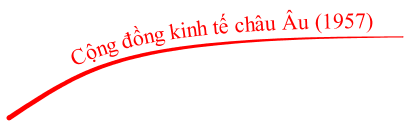 Cộng đồng kinh tế châu Âu (1957)